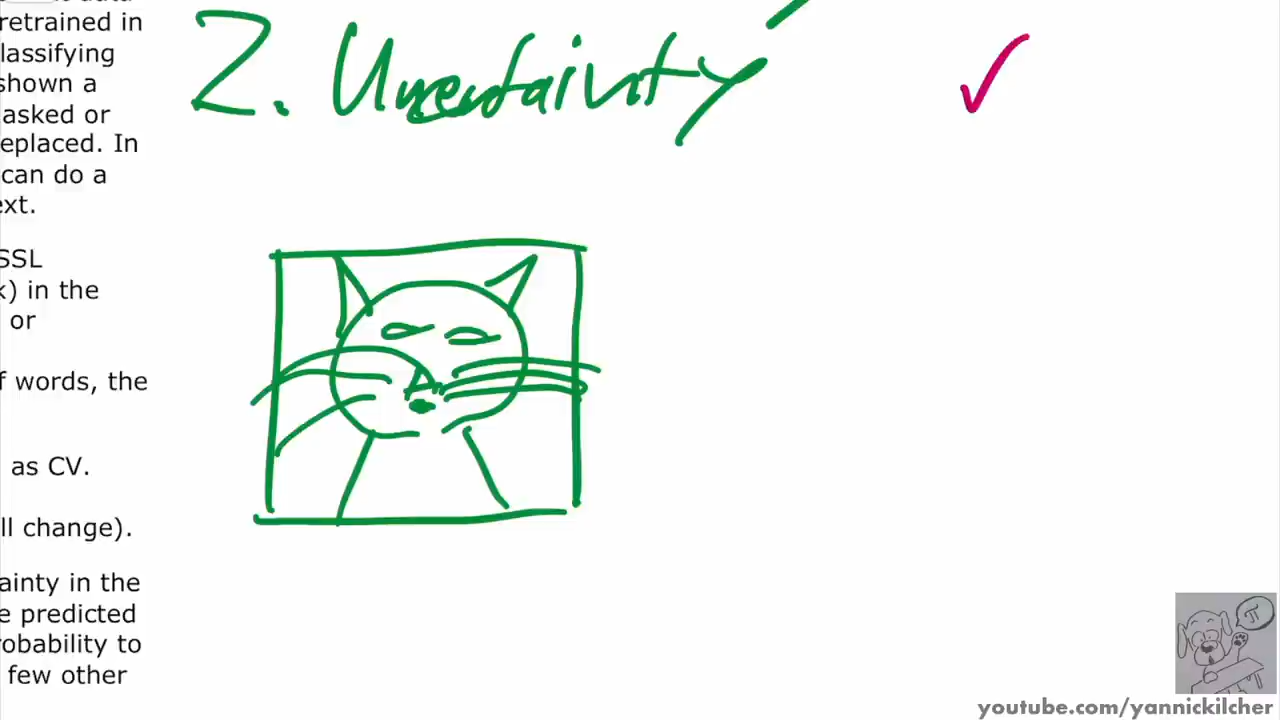 retrained in
lassifying
shown a
asked or
eplaced. In
can do a
ext.
SSL
k) in the
or
f words, the
as CV.
ll change).
ainty in the
e predicted
obability to
few other
2. Uncertainty
π
youtube.com/yannickilcher